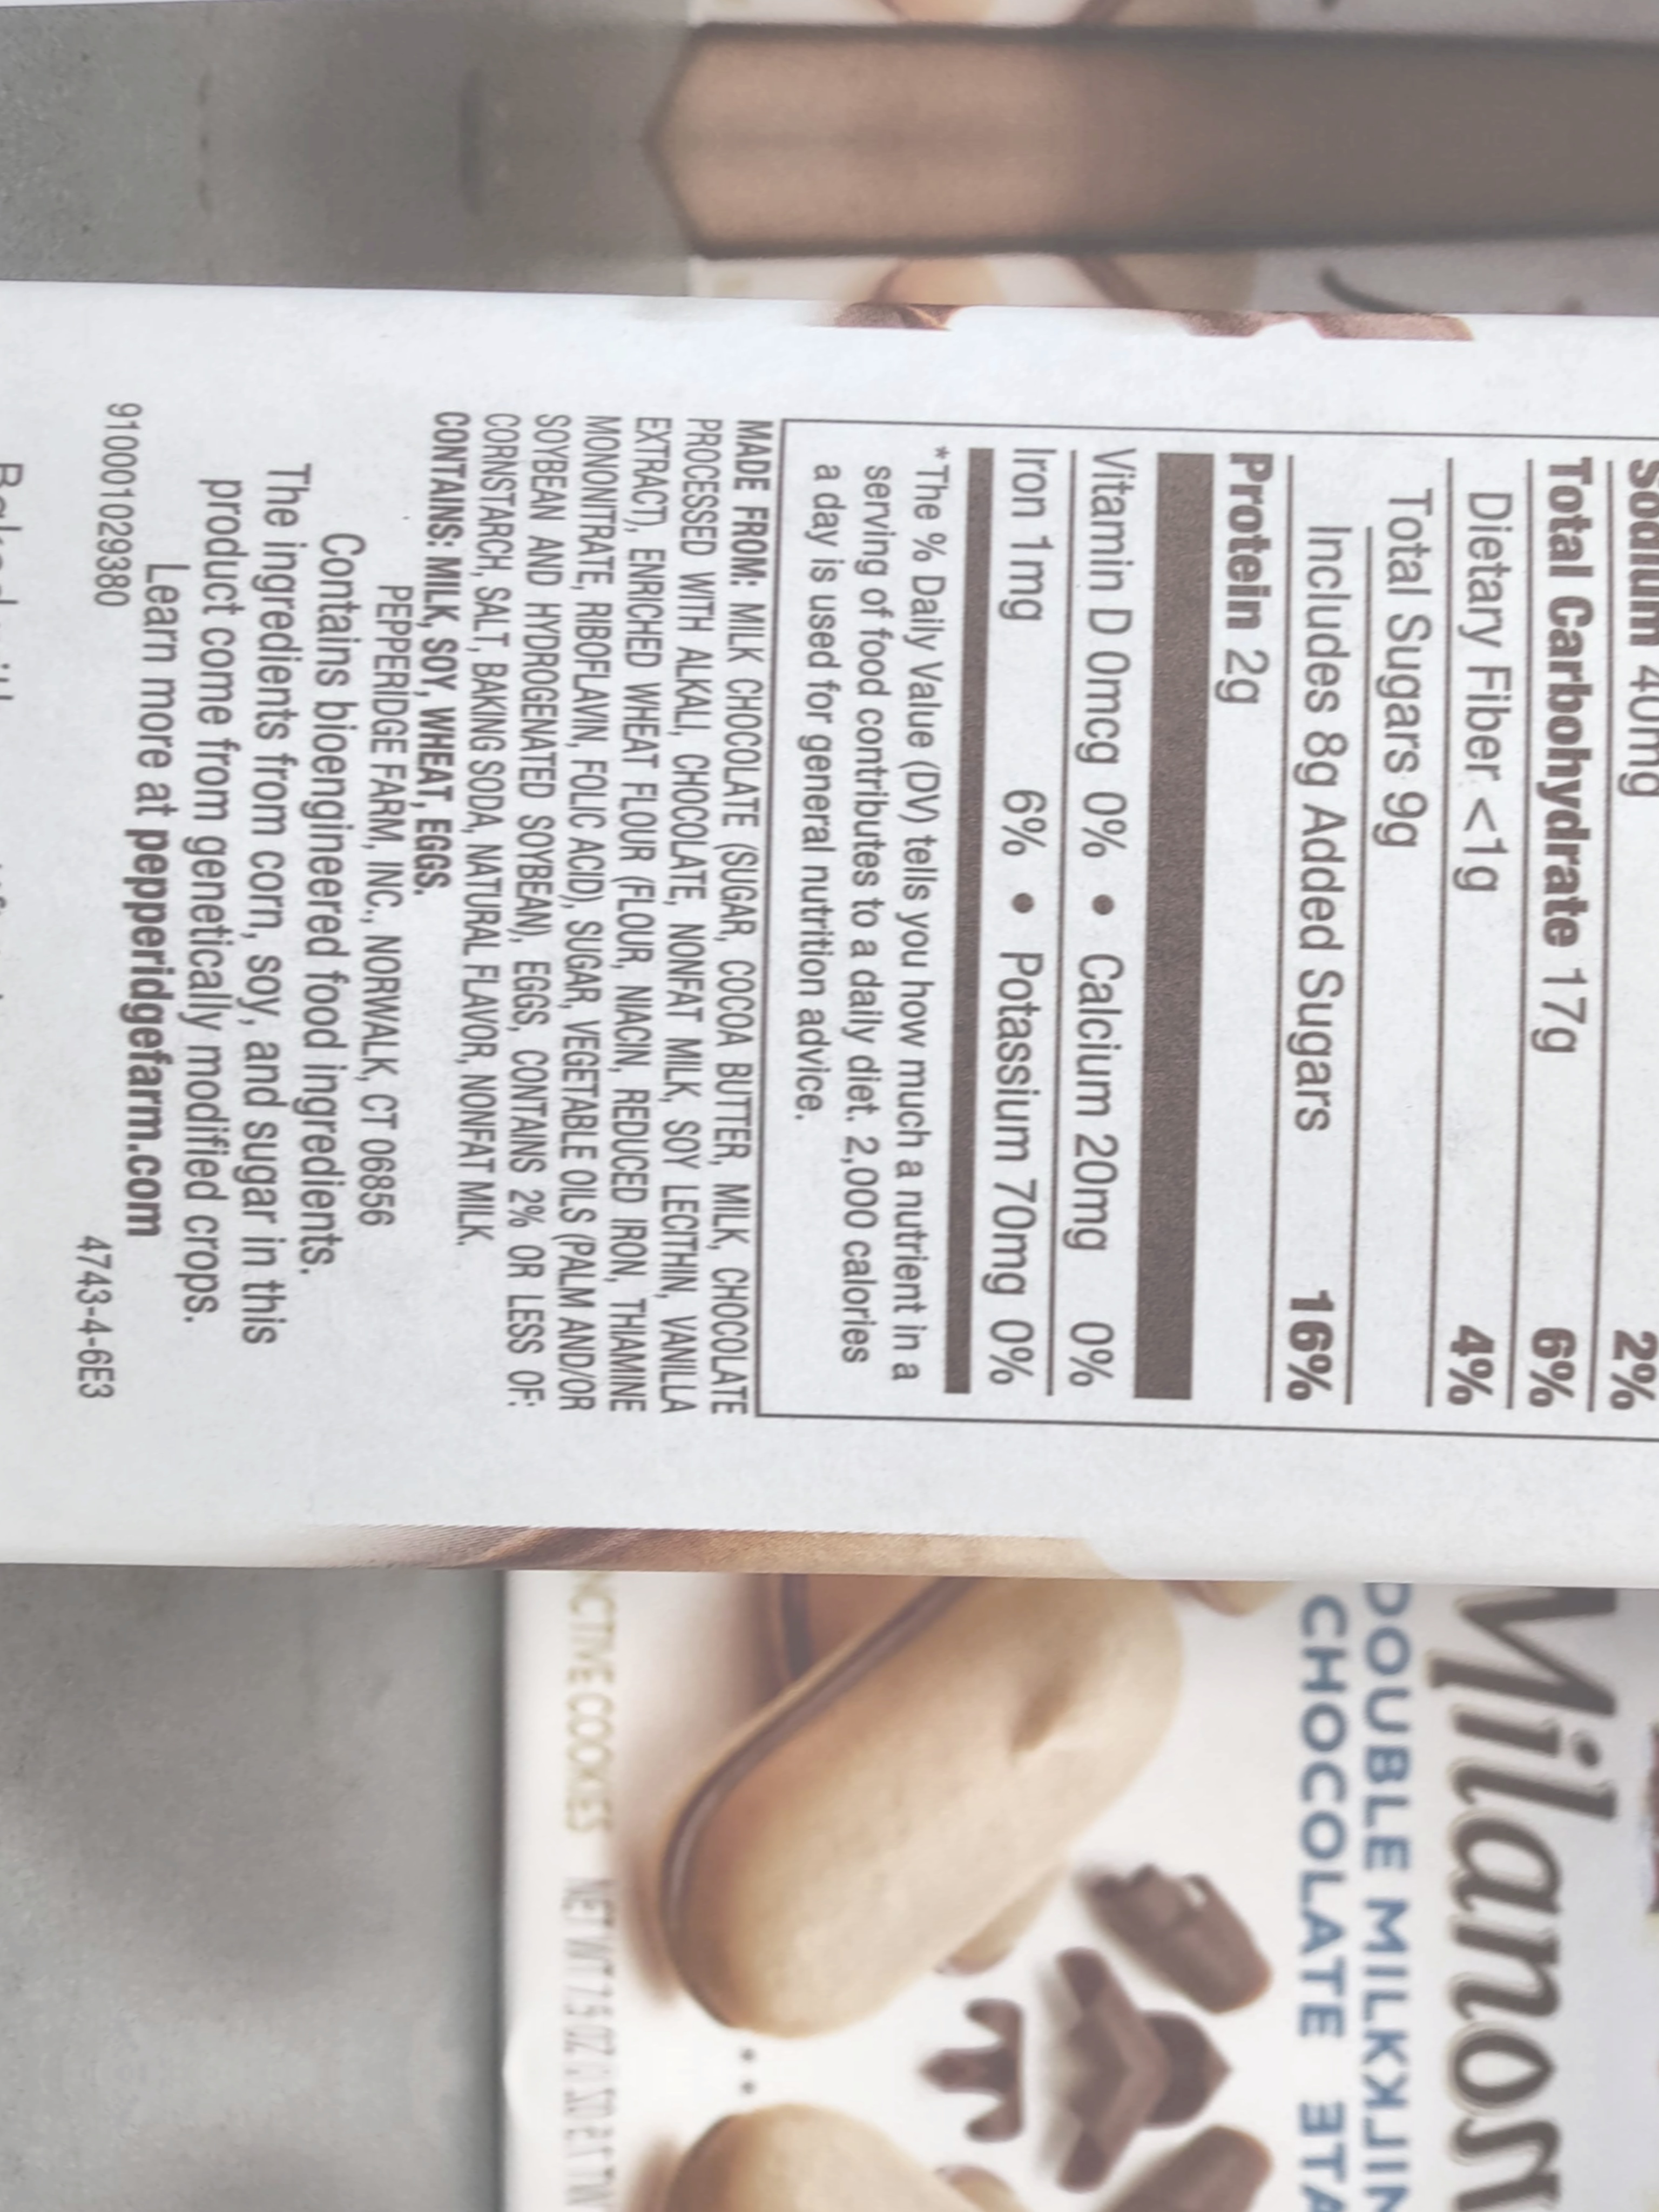 Sodium 40mg 2%
Total Carbohydrate 17g 6%
Dietary Fiber <1g 4%
Total Sugars 9g
Includes 8g Added Sugars 16%
Protein 2g
Vitamin D 0mcg 0% • Calcium 20mg 0%
Iron 1mg 6% • Potassium 70mg 0%
*The % Daily Value (DV) tells you how much a nutrient in a
serving of food contributes to a daily diet. 2,000 calories
a day is used for general nutrition advice.
MADE FROM: MILK CHOCOLATE (SUGAR, COCOA BUTTER, MILK, CHOCOLATE
PROCESSED WITH ALKALI, CHOCOLATE, NONFAT MILK, SOY LECITHIN, VANILLA
EXTRACT), ENRICHED WHEAT FLOUR (FLOUR, NIACIN, REDUCED IRON, THIAMINE
MONONITRATE, RIBOFLAVIN, FOLIC ACID), SUGAR, VEGETABLE OILS (PALM AND/OR
SOYBEAN AND HYDROGENATED SOYBEAN), EGGS, CONTAINS 2% OR LESS OF:
CORNSTARCH, SALT, BAKING SODA, NATURAL FLAVOR, NONFAT MILK.
CONTAINS: MILK, SOY, WHEAT, EGGS.
PEPPERIDGE FARM, INC., NORWALK, CT 06856
Contains bioengineered food ingredients.
The ingredients from corn, soy, and sugar in this
product come from genetically modified crops.
Learn more at pepperidgefarm.com
910001029380 4743-4-6E3
Milano
DOUBLE MILK
CHOCOLATE
COOKIES NET WT 7.5 OZ